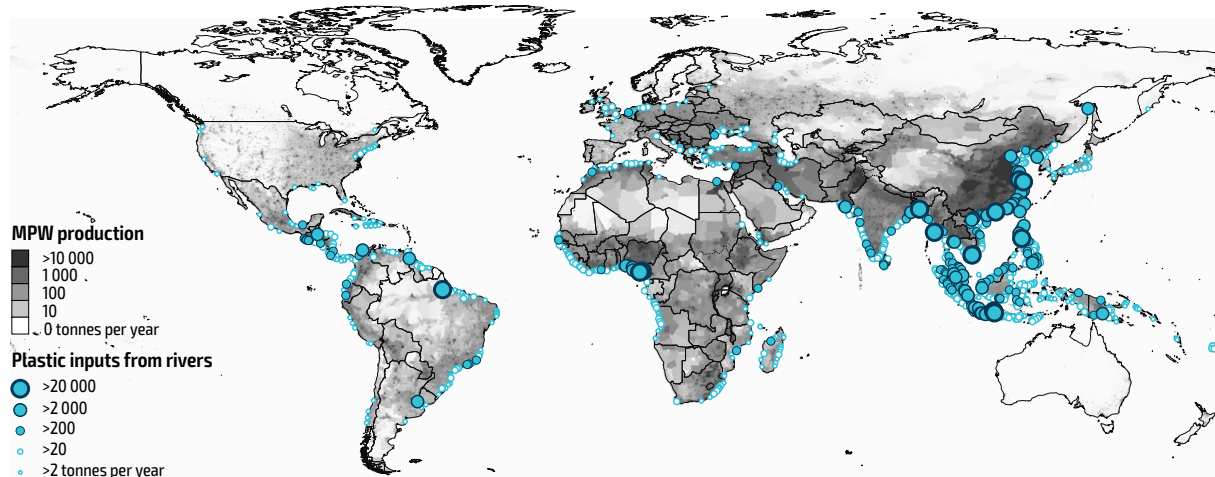 MPW production
>10 000
1 000
100
10
0 tonnes per year
Plastic inputs from rivers
>20 000
>2 000
>200
>20
>2 tonnes per year